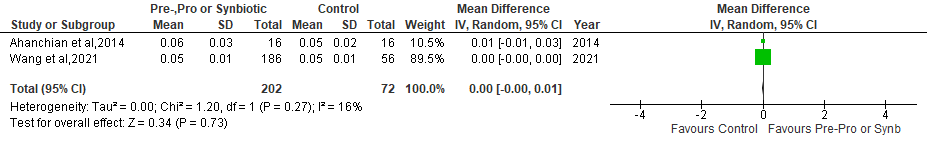 Pre-,Pro or Synbiotic Control Mean Difference Mean Difference
Study or Subgroup Mean SD Total Mean SD Total Weight IV, Random, 95% CI Year IV, Random, 95% CI
Ahanchian et al,2014 0.06 0.03 16 0.05 0.02 16 10.5% 0.01 [-0.01, 0.03] 2014
Wang et al,2021 0.05 0.01 186 0.05 0.01 56 89.5% 0.00 [-0.00, 0.00] 2021
Total (95% CI) 202 72 100.0% 0.00 [-0.00, 0.01]
Heterogeneity: Tau² = 0.00; Chi² = 1.20, df = 1 (P = 0.27); I² = 16%
Test for overall effect: Z = 0.34 (P = 0.73)
-4 -2 0 2 4
Favours Control Favours Pre-Pro or Synb